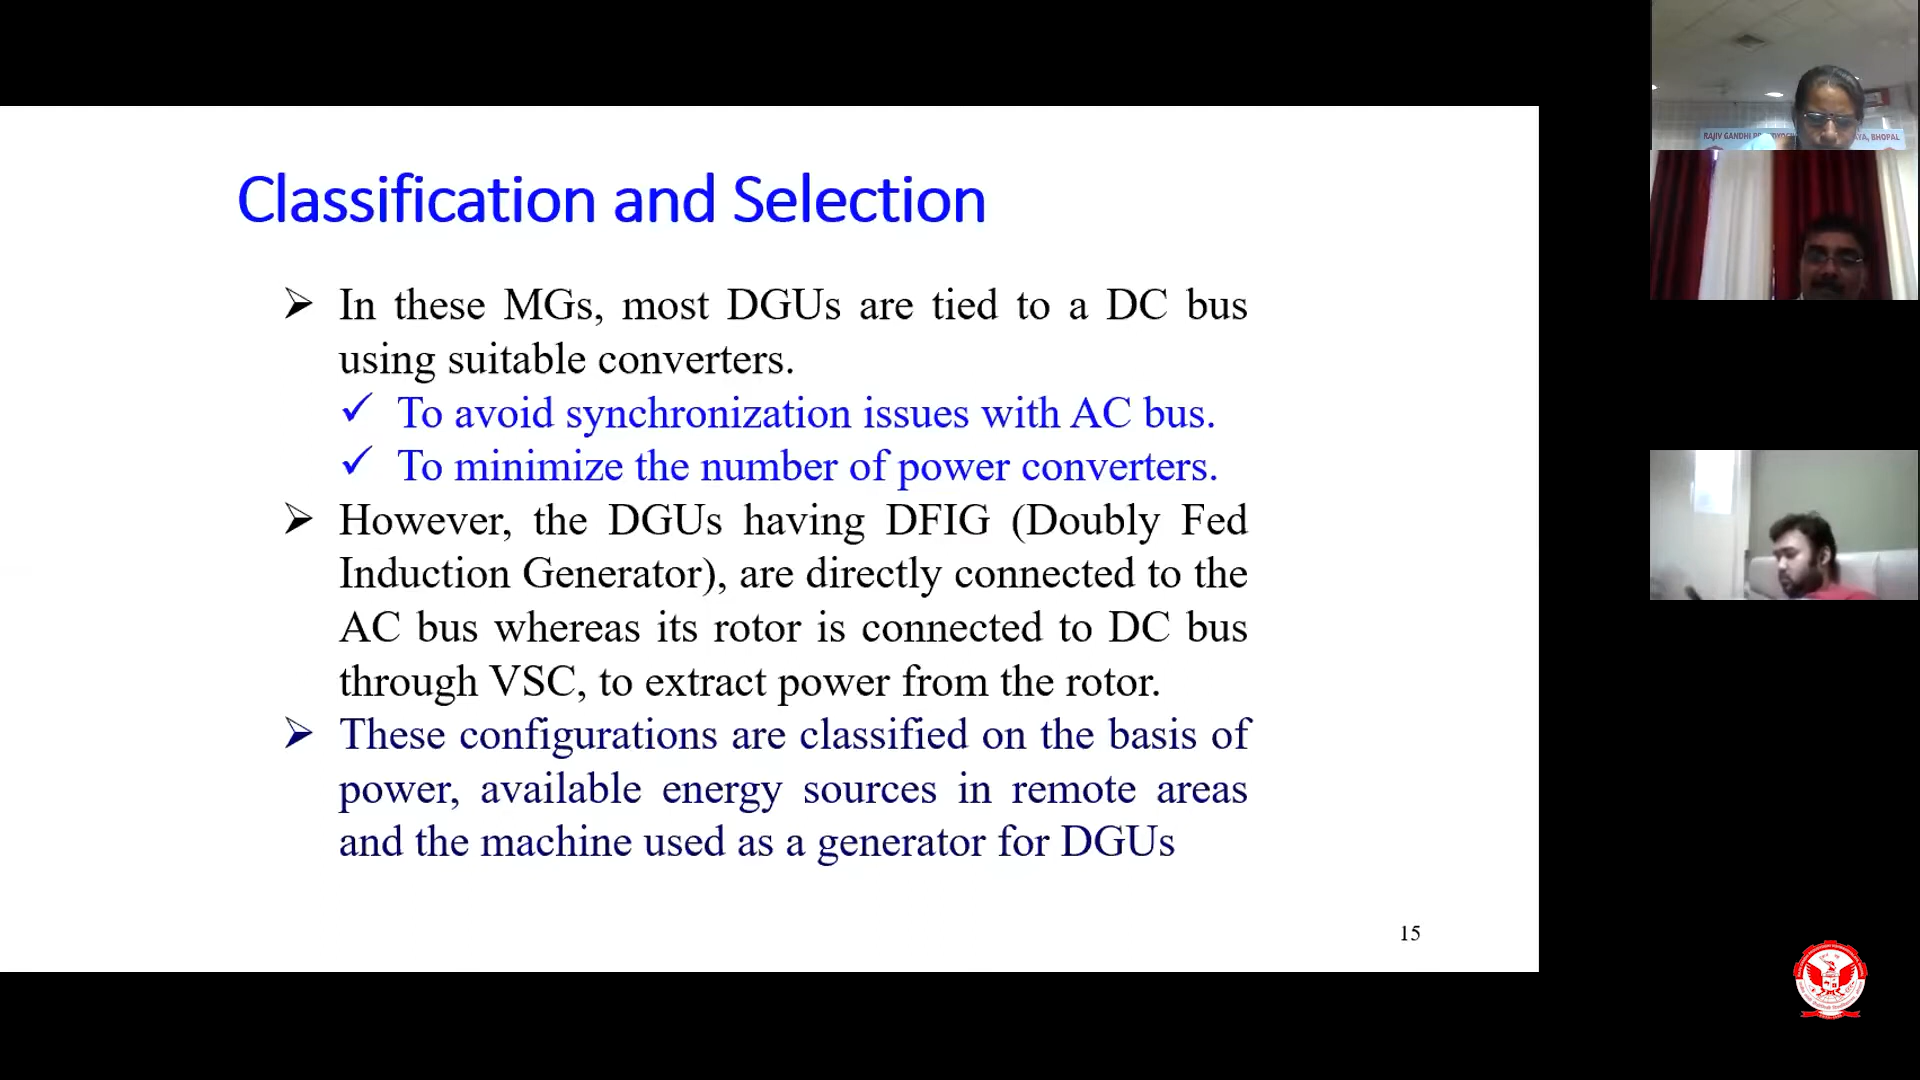 Classification and Selection
➢ In these MGs, most DGUs are tied to a DC bus
using suitable converters.
✓ To avoid synchronization issues with AC bus.
✓ To minimize the number of power converters.
➢ However, the DGUs having DFIG (Doubly Fed
Induction Generator), are directly connected to the
AC bus whereas its rotor is connected to DC bus
through VSC, to extract power from the rotor.
➢ These configurations are classified on the basis of
power, available energy sources in remote areas
and the machine used as a generator for DGUs
15
RAJIV GANDHI
BHOPAL